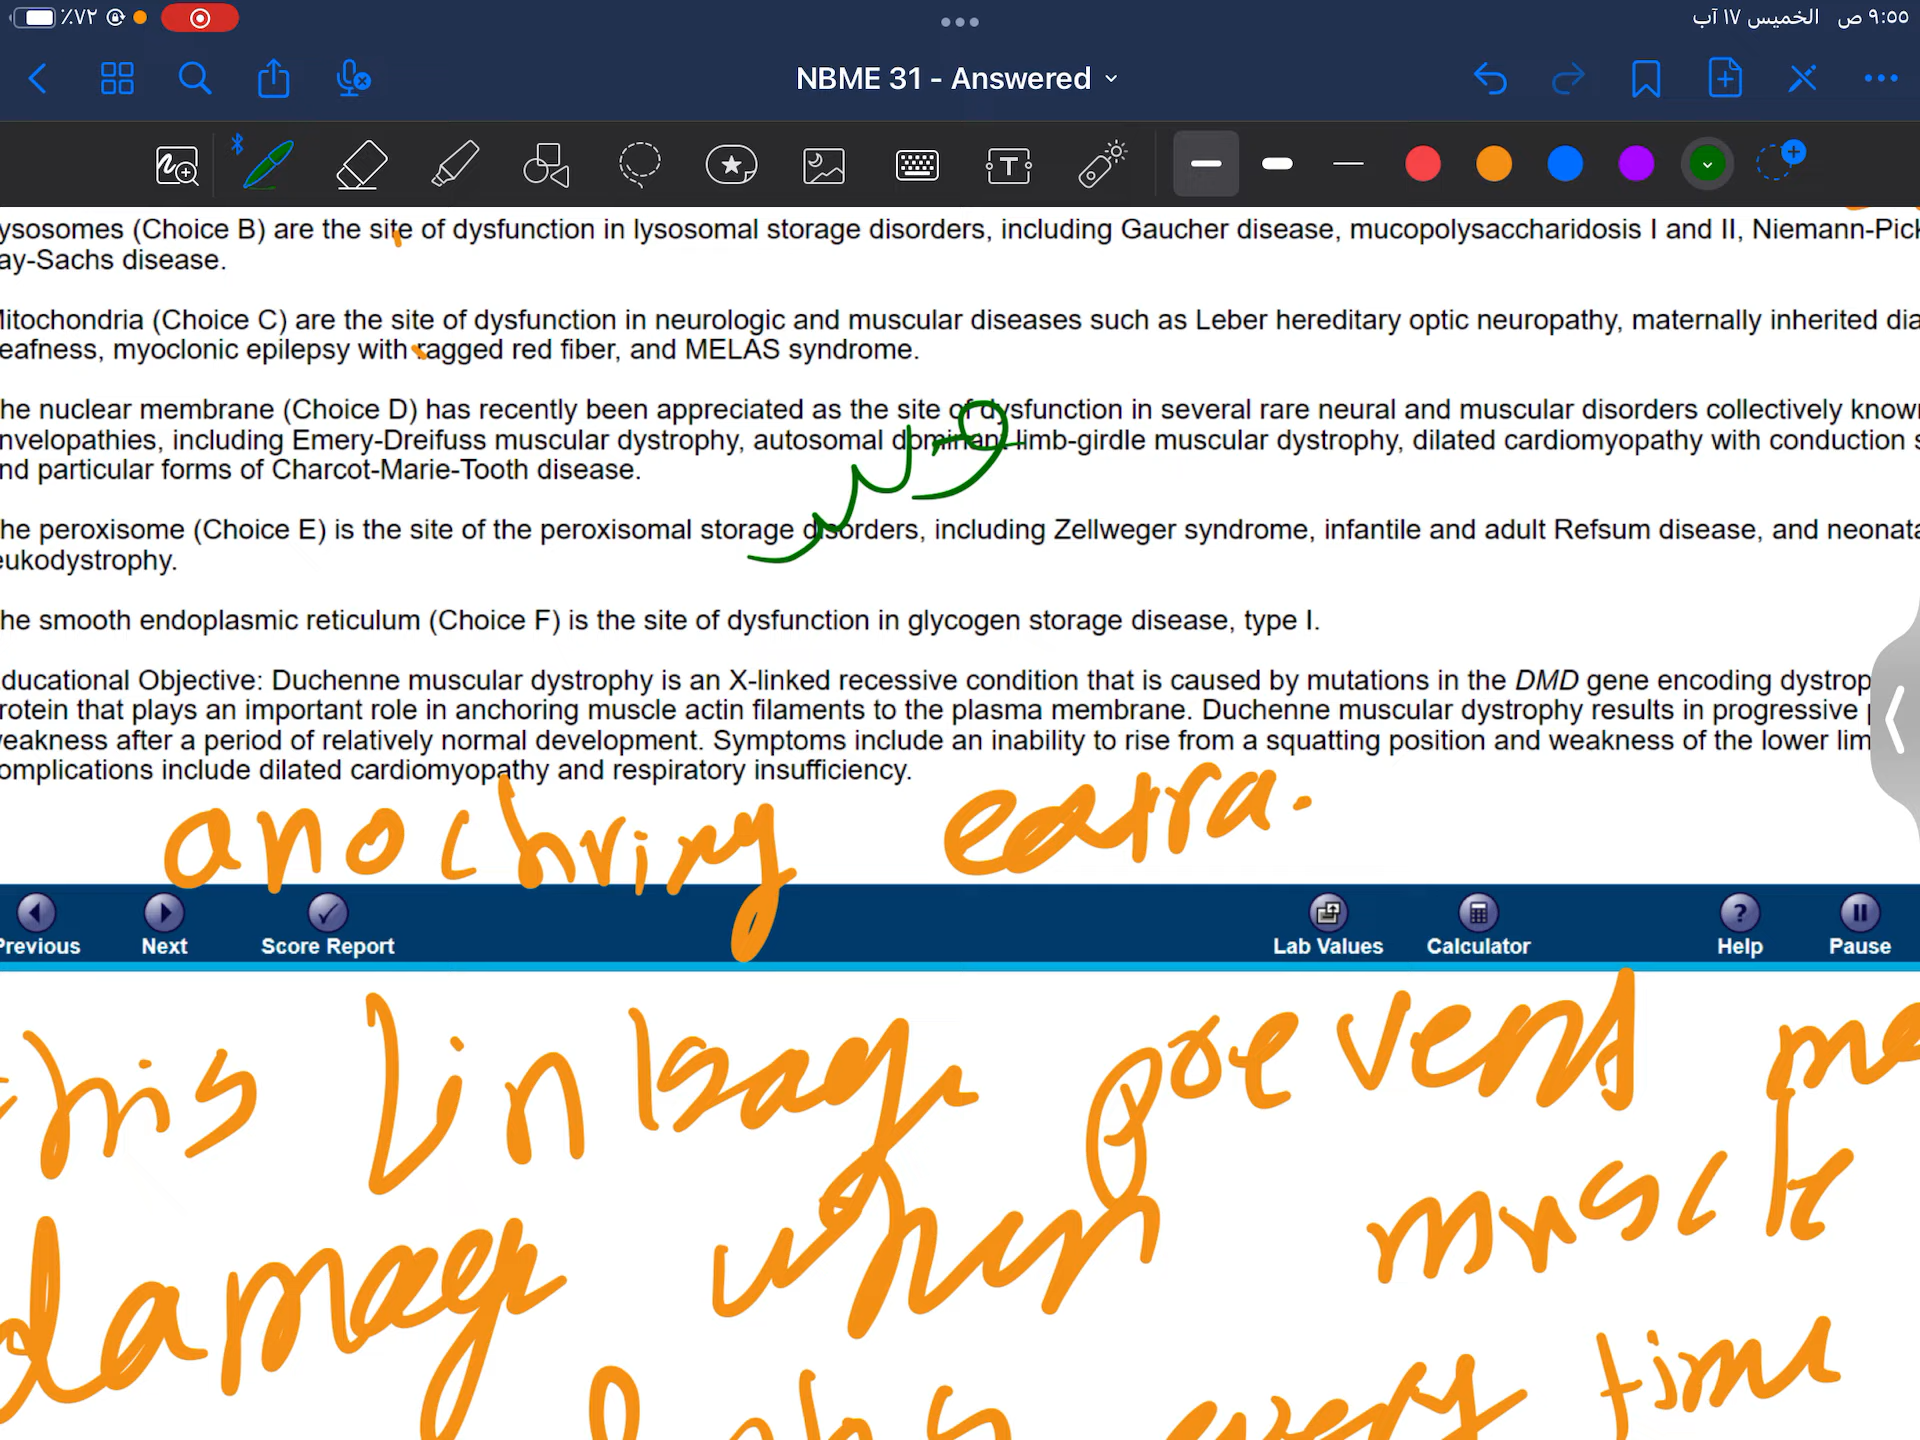 ٪٧٢
٩:٥٥ ص الخميس ١٧ آب
NBME 31 - Answered
ysosomes (Choice B) are the site of dysfunction in lysosomal storage disorders, including Gaucher disease, mucopolysaccharidosis I and II, Niemann-Pick
ay-Sachs disease.
itochondria (Choice C) are the site of dysfunction in neurologic and muscular diseases such as Leber hereditary optic neuropathy, maternally inherited dia
eafness, myoclonic epilepsy with ragged red fiber, and MELAS syndrome.
he nuclear membrane (Choice D) has recently been appreciated as the site of dysfunction in several rare neural and muscular disorders collectively know
nvelopathies, including Emery-Dreifuss muscular dystrophy, autosomal dominant limb-girdle muscular dystrophy, dilated cardiomyopathy with conduction s
nd particular forms of Charcot-Marie-Tooth disease.
he peroxisome (Choice E) is the site of the peroxisomal storage disorders, including Zellweger syndrome, infantile and adult Refsum disease, and neonata
eukodystrophy.
he smooth endoplasmic reticulum (Choice F) is the site of dysfunction in glycogen storage disease, type I.
ducational Objective: Duchenne muscular dystrophy is an X-linked recessive condition that is caused by mutations in the DMD gene encoding dystrop
rotein that plays an important role in anchoring muscle actin filaments to the plasma membrane. Duchenne muscular dystrophy results in progressive p
eakness after a period of relatively normal development. Symptoms include an inability to rise from a squatting position and weakness of the lower lim
omplications include dilated cardiomyopathy and respiratory insufficiency.
anochring extra.
Previous Next Score Report Lab Values Calculator Help Pause
this linkage prevent me
damage when muscle
every time